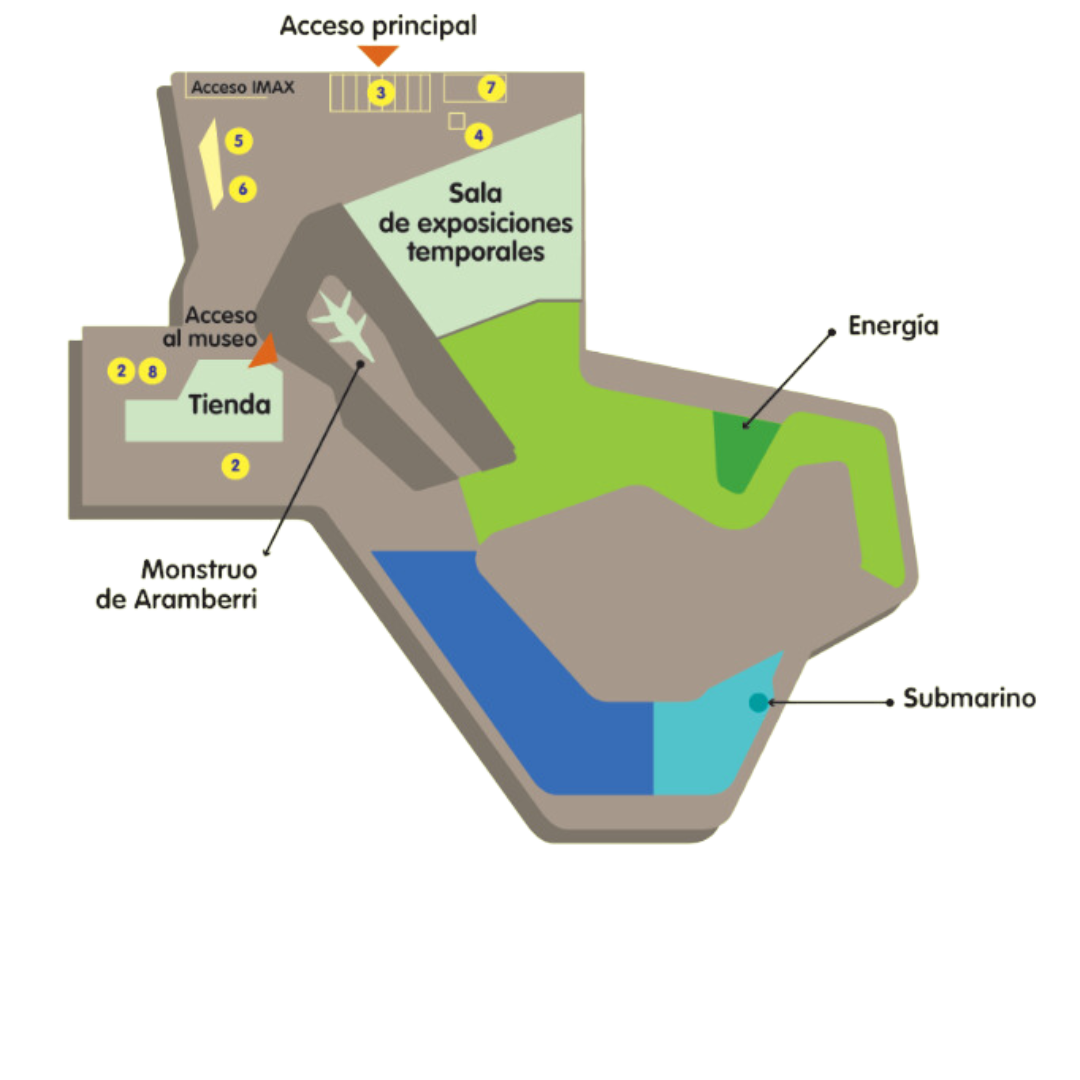 Acceso principal
Acceso IMAX
3
7
4
5
6
Sala
de exposiciones
temporales
Acceso
al museo
Energía
2
8
Tienda
2
Monstruo
de Aramberri
Submarino